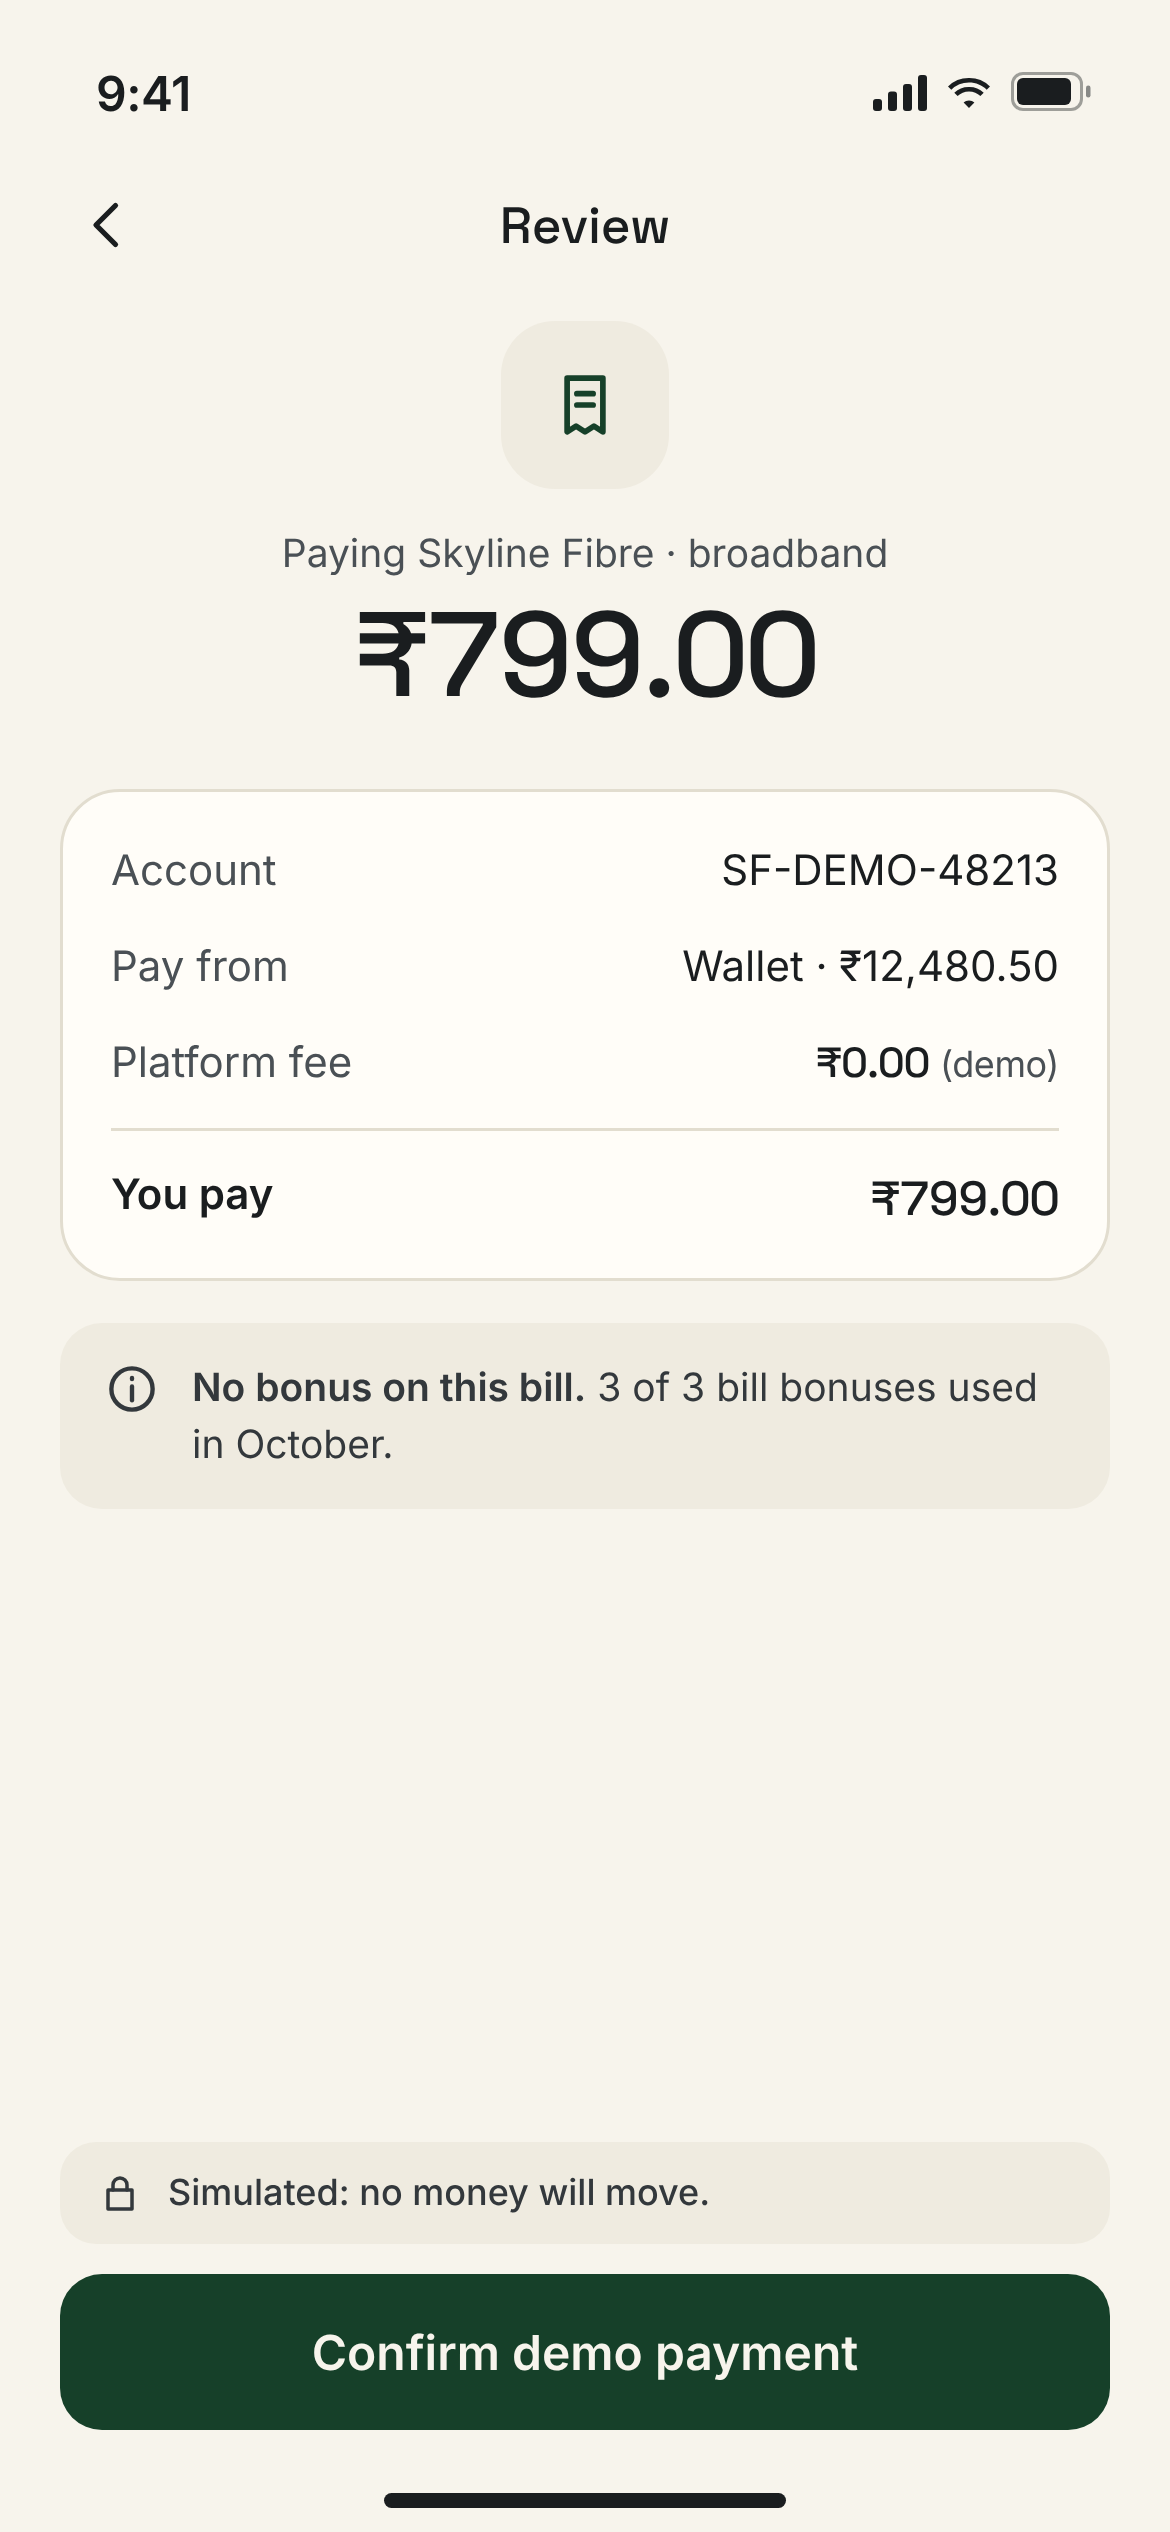 9:41
Review
Paying Skyline Fibre · broadband
₹799.00
Account SF-DEMO-48213
Pay from Wallet · ₹12,480.50
Platform fee ₹0.00 (demo)
You pay ₹799.00
No bonus on this bill. 3 of 3 bill bonuses used
in October.
Simulated: no money will move.
Confirm demo payment